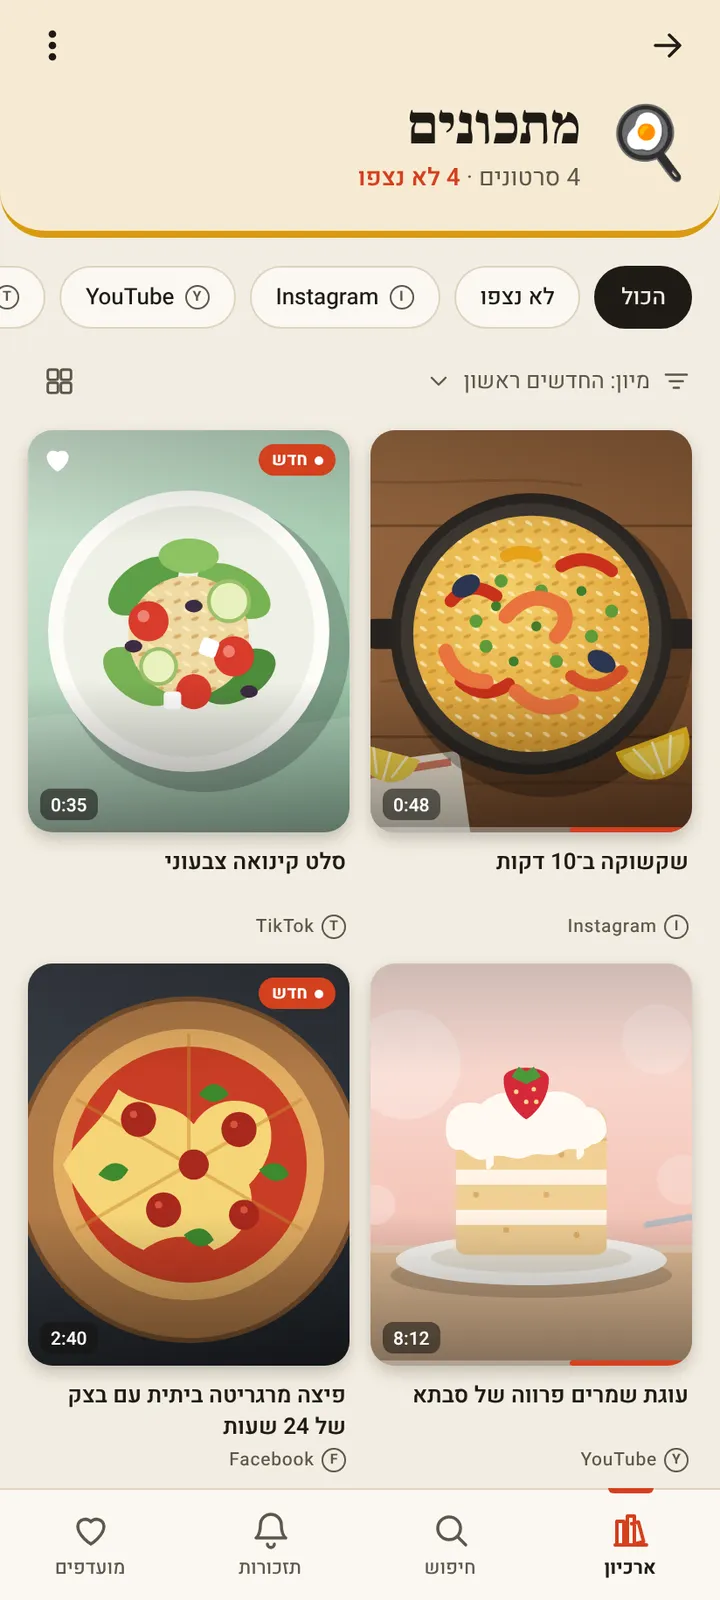 מתכונים
4 סרטונים · 4 לא נצפו
הכול
לא נצפו
Instagram I
YouTube Y
T
מיון: החדשים ראשון
0:48
חדש
0:35
שקשוקה ב־10 דקות
Instagram I
סלט קינואה צבעוני
TikTok T
8:12
חדש
2:40
עוגת שמרים פרווה של סבתא
YouTube Y
פיצה מרגריטה ביתית עם בצק
של 24 שעות
Facebook F
ארכיון
חיפוש
תזכורות
מועדפים